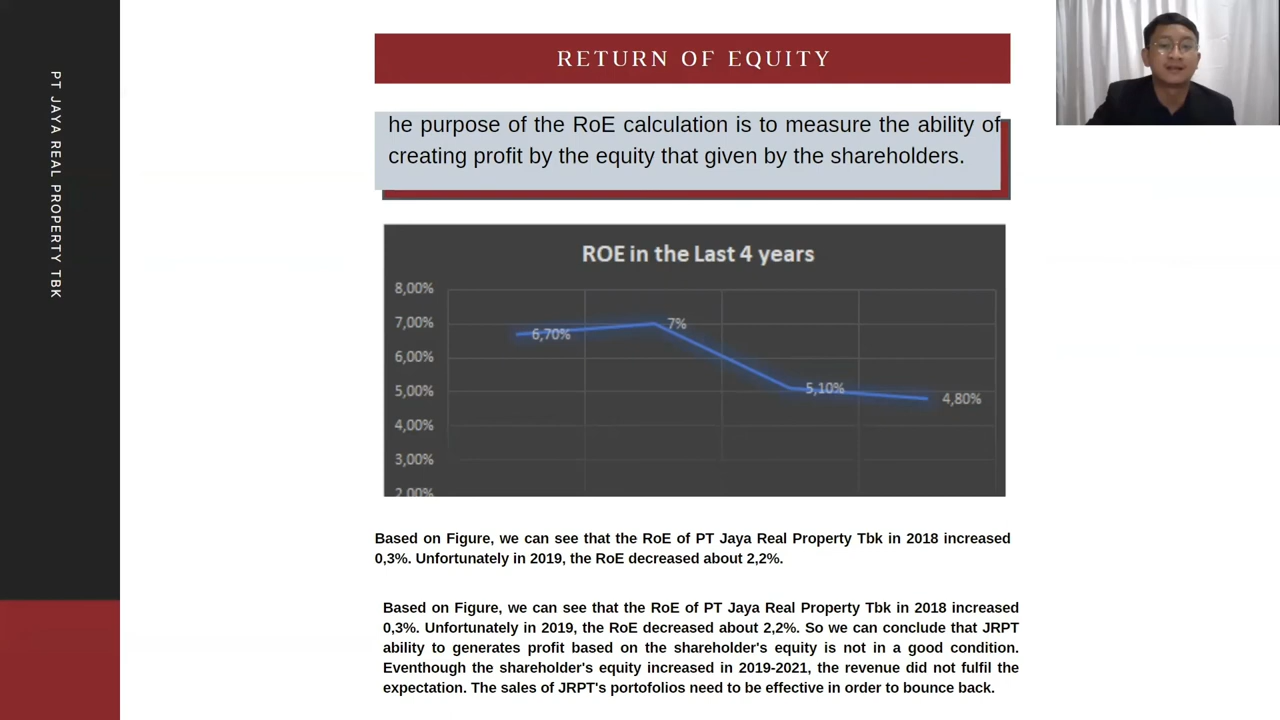 PT JAYA REAL PROPERTY TBK
RETURN OF EQUITY
he purpose of the RoE calculation is to measure the ability of
creating profit by the equity that given by the shareholders.
ROE in the Last 4 years
8,00%
7,00%
6,00%
5,00%
4,00%
3,00%
2,00%
6,70%
7%
5,10%
4,80%
Based on Figure, we can see that the RoE of PT Jaya Real Property Tbk in 2018 increased
0,3%. Unfortunately in 2019, the RoE decreased about 2,2%.
Based on Figure, we can see that the RoE of PT Jaya Real Property Tbk in 2018 increased
0,3%. Unfortunately in 2019, the RoE decreased about 2,2%. So we can conclude that JRPT
ability to generates profit based on the shareholder's equity is not in a good condition.
Eventhough the shareholder's equity increased in 2019-2021, the revenue did not fulfil the
expectation. The sales of JRPT's portofolios need to be effective in order to bounce back.